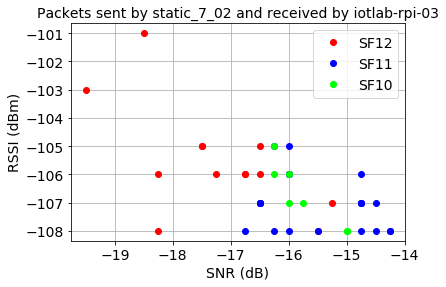 Packets sent by static_7_02 and received by iotlab-rpi-03
SF12
SF11
SF10
RSSI (dBm)
−101
−102
−103
−104
−105
−106
−107
−108
−19 −18 −17 −16 −15 −14
SNR (dB)